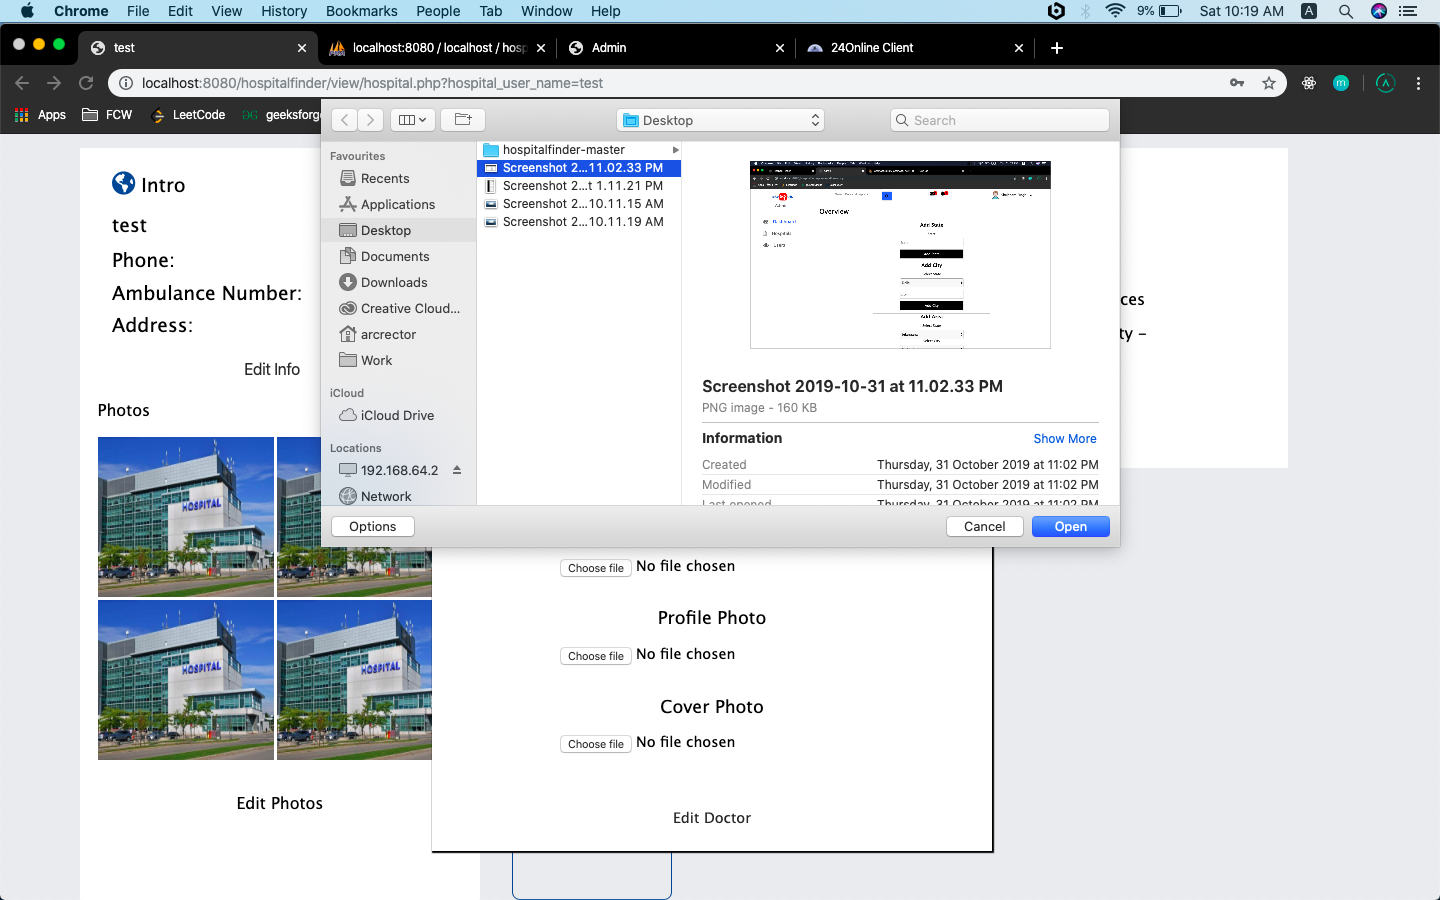 Chrome File Edit View History Bookmarks People Tab Window Help 9% Sat 10:19 AM A
test localhost:8080 / localhost / hosp Admin 24Online Client
localhost:8080/hospitalfinder/view/hospital.php?hospital_user_name=test m
Apps FCW LeetCode geeksforge
Desktop Search
Favourites
Recents
Applications
Desktop
Documents
Downloads
Creative Cloud...
arcrector
Work
iCloud
iCloud Drive
Locations
192.168.64.2
Network
hospitalfinder-master
Screenshot 2...11.02.33 PM
Screenshot 2...t 1.11.21 PM
Screenshot 2...10.11.15 AM
Screenshot 2...10.11.19 AM
Overview
Add State
Add City
Screenshot 2019-10-31 at 11.02.33 PM
PNG image - 160 KB
Information Show More
Created Thursday, 31 October 2019 at 11:02 PM
Modified Thursday, 31 October 2019 at 11:02 PM
Last opened Thursday, 31 October 2019 at 11:02 PM
Options Cancel Open
Intro
test
Phone:
Ambulance Number:
Address:
Edit Info
Photos
HOSPITAL
HOSPITAL HOSPITAL
Edit Photos
ces
ty –
Choose file No file chosen
Profile Photo
Choose file No file chosen
Cover Photo
Choose file No file chosen
Edit Doctor